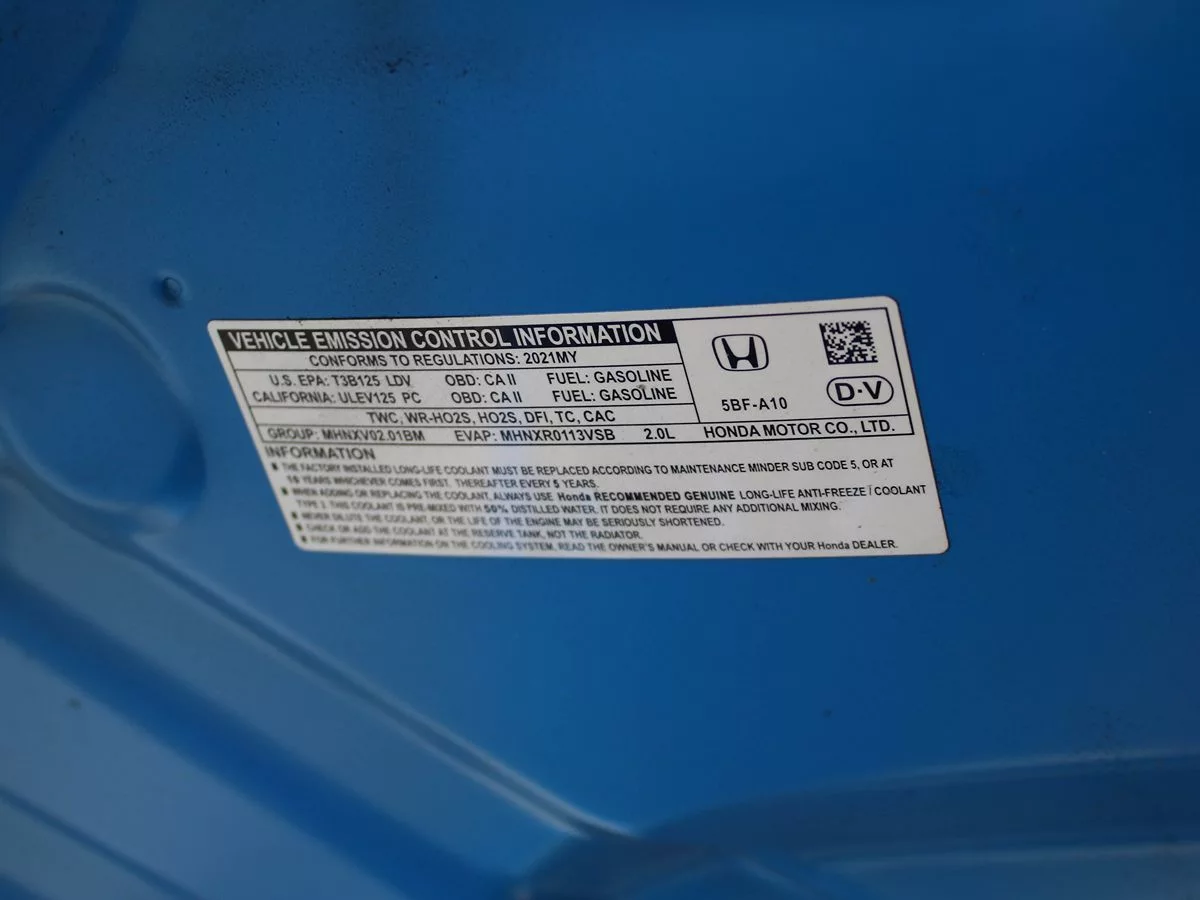 VEHICLE EMISSION CONTROL INFORMATION
CONFORMS TO REGULATIONS: 2021MY
U.S. EPA: T3B125 LDV OBD: CA II FUEL: GASOLINE
CALIFORNIA: ULEV125 PC OBD: CA II FUEL: GASOLINE
TWC, WR-HO2S, HO2S, DFI, TC, CAC
GROUP: MHNXV02.01BM EVAP: MHNXR0113VSB 2.0L
5BF-A10
D-V
HONDA MOTOR CO., LTD.
INFORMATION
■ THE FACTORY INSTALLED LONG-LIFE COOLANT MUST BE REPLACED ACCORDING TO MAINTENANCE MINDER SUB CODE 5, OR AT
10 YEARS WHICHEVER COMES FIRST. THEREAFTER EVERY 5 YEARS.
■ WHEN ADDING OR REPLACING THE COOLANT, ALWAYS USE Honda RECOMMENDED GENUINE LONG-LIFE ANTI-FREEZE / COOLANT
TYPE 2. THIS COOLANT IS PRE-MIXED WITH 50% DISTILLED WATER. IT DOES NOT REQUIRE ANY ADDITIONAL MIXING.
■ NEVER DILUTE THE COOLANT, OR THE LIFE OF THE ENGINE MAY BE SERIOUSLY SHORTENED.
■ CHECK OR ADD THE COOLANT AT THE RESERVE TANK, NOT THE RADIATOR.
■ FOR FURTHER INFORMATION ON THE COOLING SYSTEM, READ THE OWNER'S MANUAL OR CHECK WITH YOUR Honda DEALER.